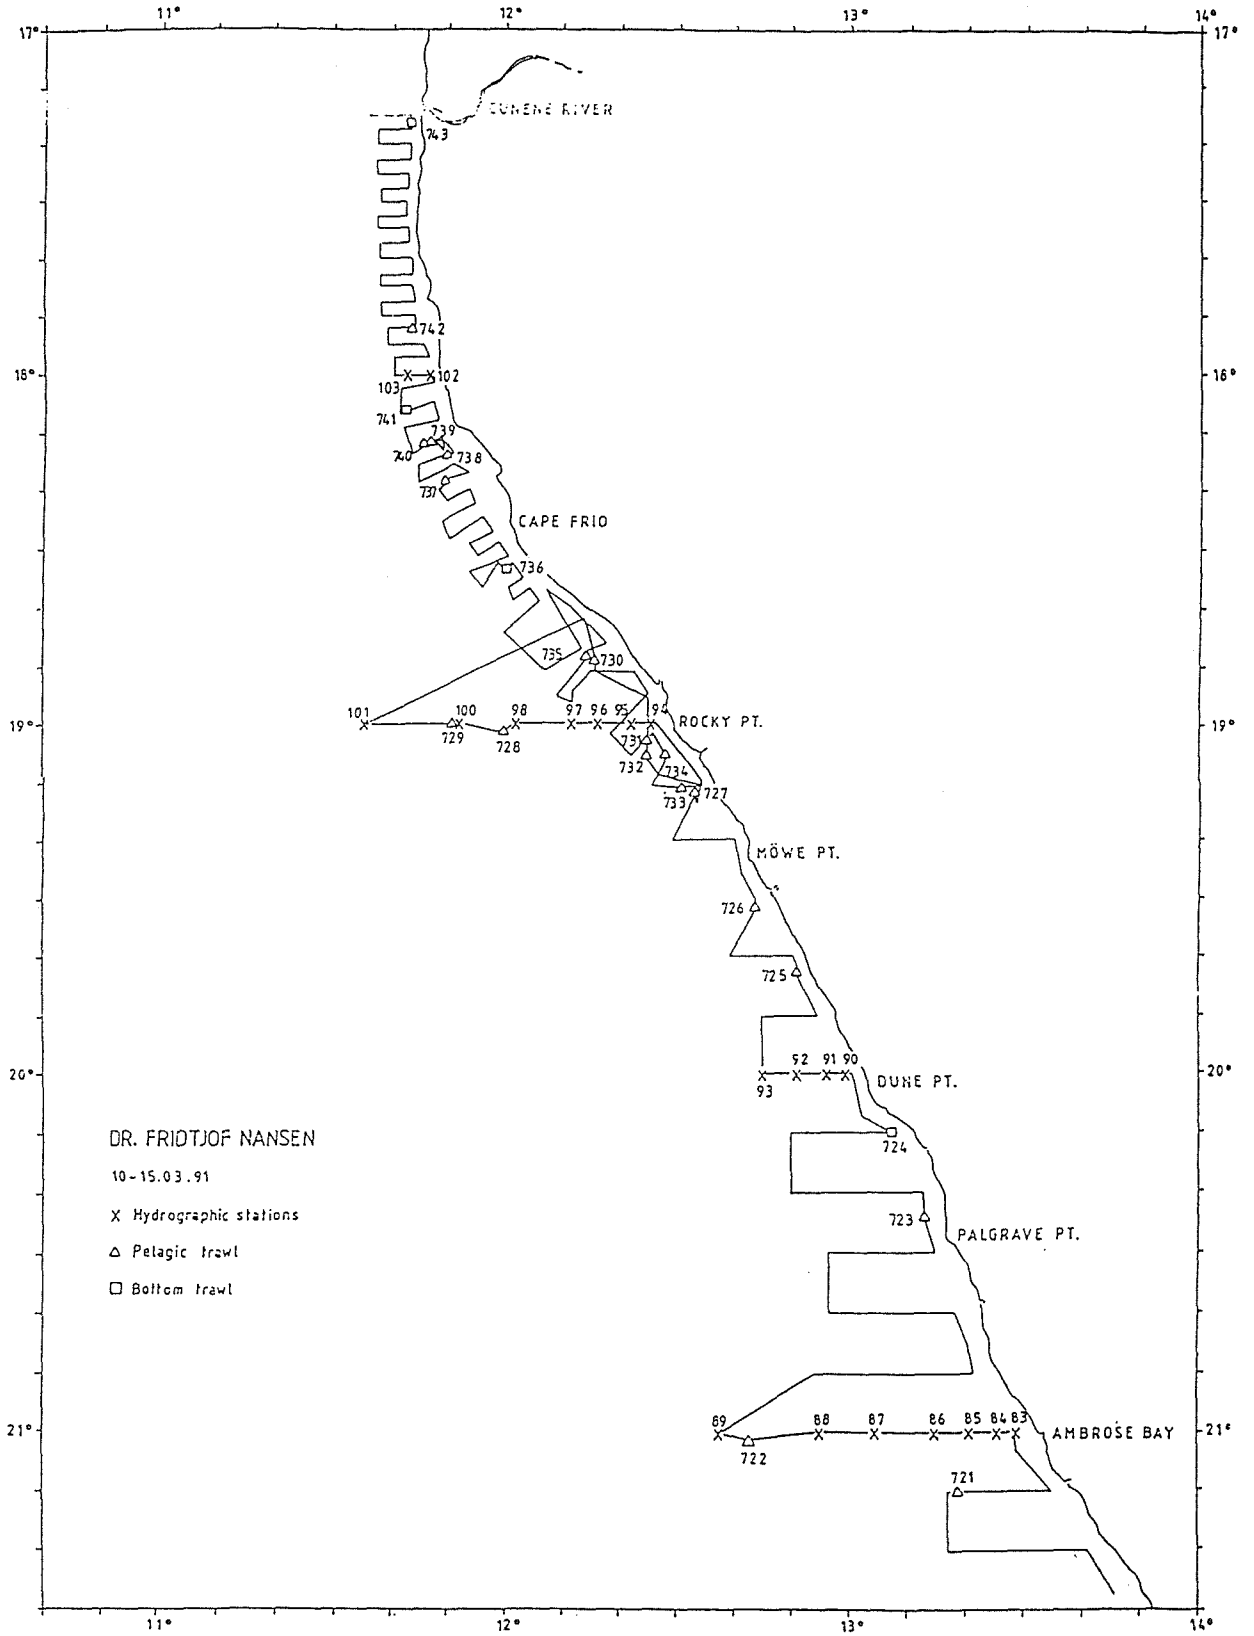 11° 12° 13° 14°
17° 17°
CUNENE RIVER
743
742
18° 18°
103 102
741
739
740 738
737
CAPE FRIO
736
735 730
101 100 98 97 96 95 94 ROCKY PT.
19° 19°
729 728
731
732 734
733 727
MÖWE PT.
726
725
92 91 90
20° 20°
93
DUNE PT.
DR. FRIDTJOF NANSEN
724
10-15.03.91
X Hydrographic stations
723
PALGRAVE PT.
△ Pelagic trawl
□ Bottom trawl
89 88 87 86 85 84 83
21° 21°
AMBROSE BAY
722
721
11° 12° 13° 14°